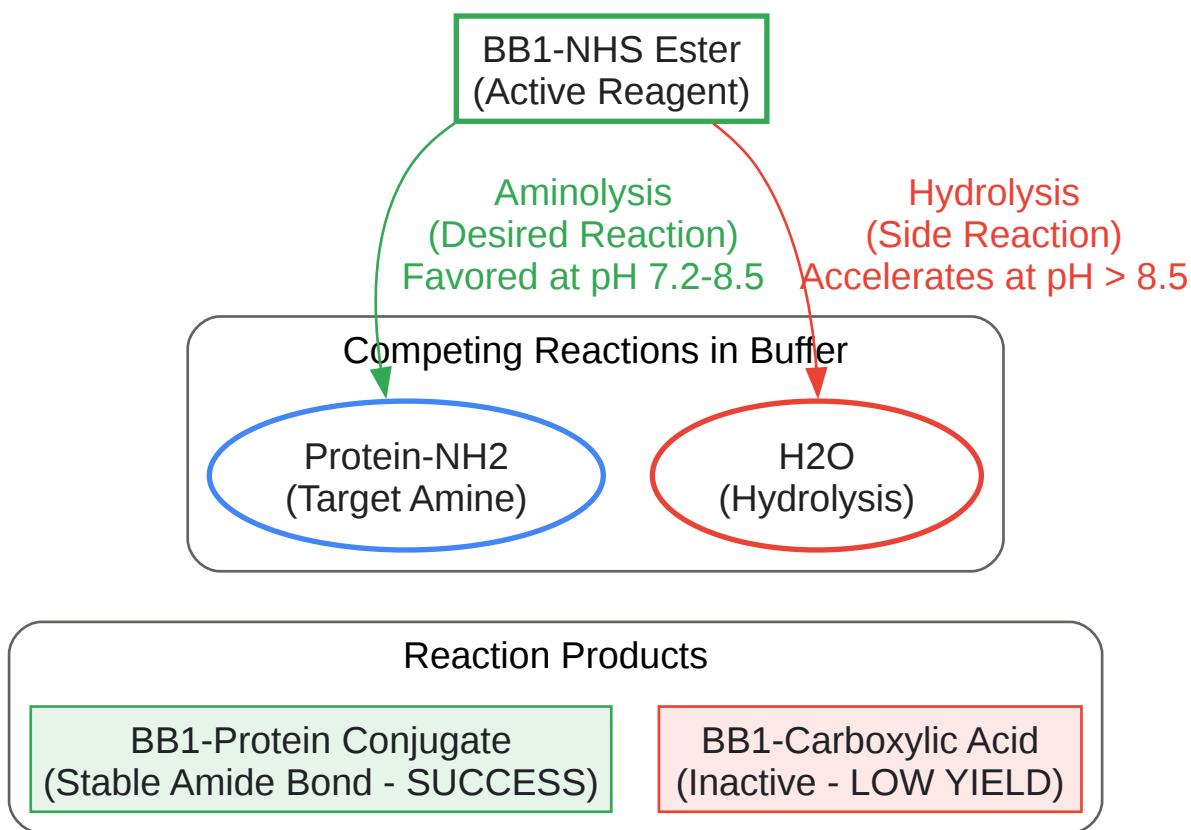 BB1-NHS Ester
(Active Reagent)
Aminolysis
(Desired Reaction)
Favored at pH 7.2-8.5
Hydrolysis
(Side Reaction)
Accelerates at pH > 8.5
Competing Reactions in Buffer
Protein-NH2
(Target Amine)
H2O
(Hydrolysis)
Reaction Products
BB1-Protein Conjugate
(Stable Amide Bond - SUCCESS)
BB1-Carboxylic Acid
(Inactive - LOW YIELD)